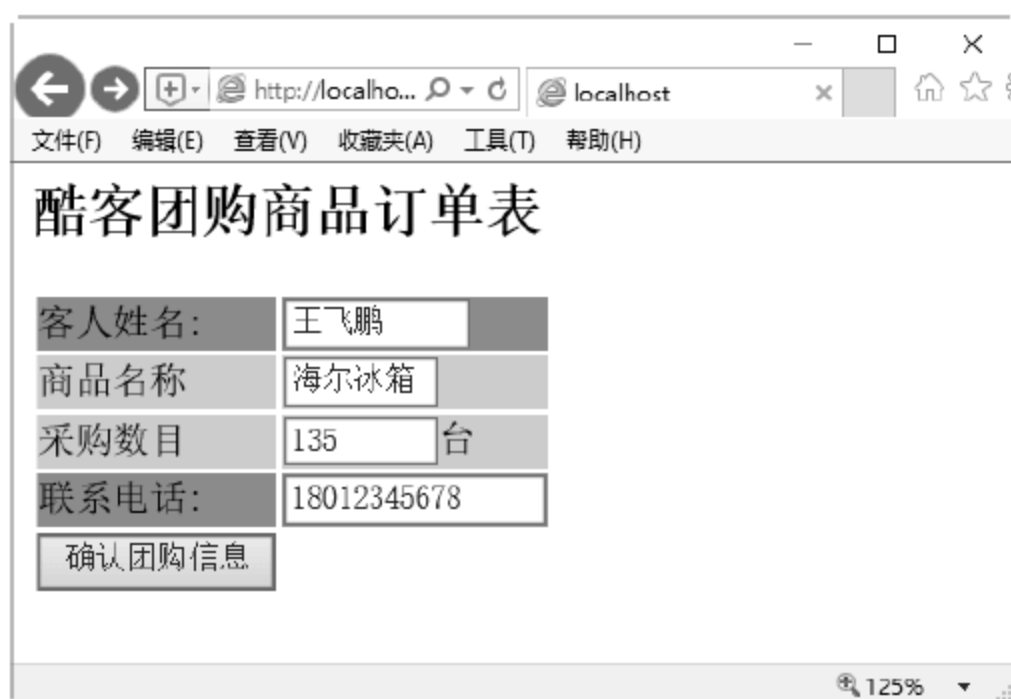 http://localho...
localhost
文件(F) 编辑(E) 查看(V) 收藏夹(A) 工具(T) 帮助(H)
酷客团购商品订单表
客人姓名: 王飞鹏
商品名称 海尔冰箱
采购数目 135 台
联系电话: 18012345678
确认团购信息
125%